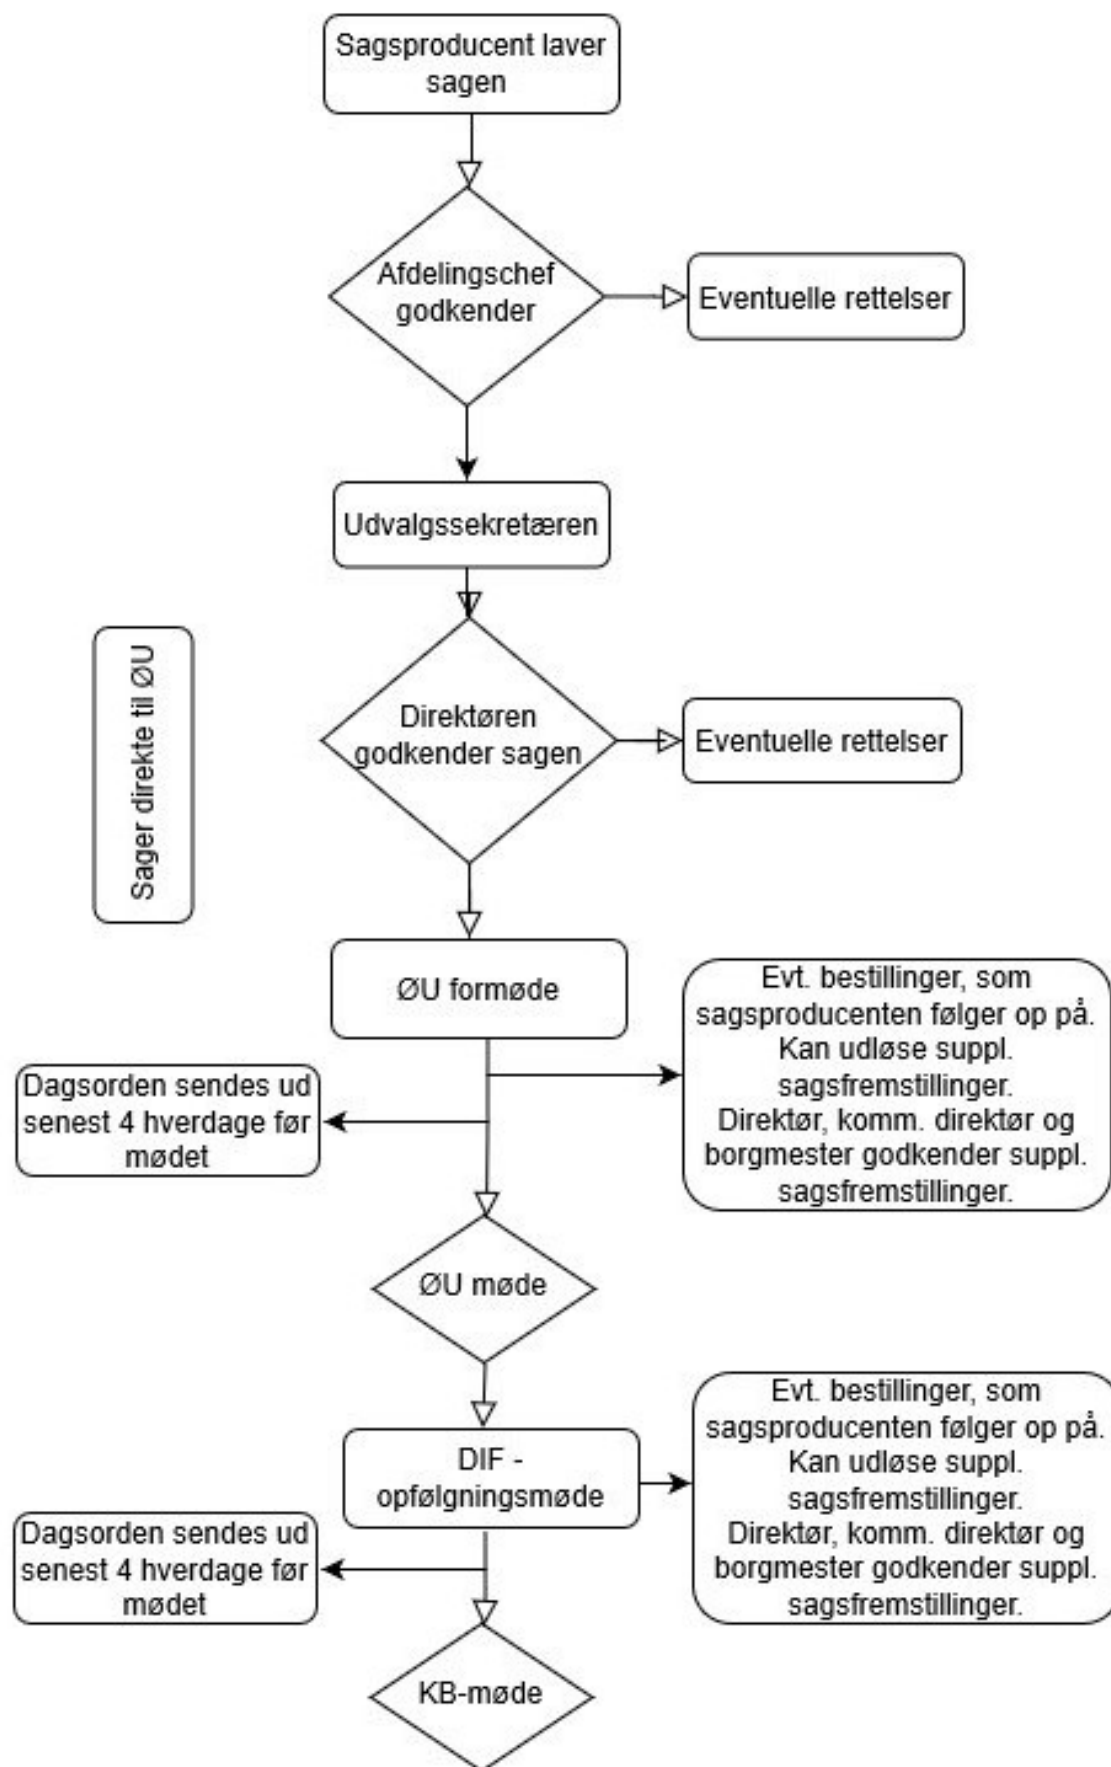 Sagsproducent laver
sagen
Afdelingschef
godkender
Eventuelle rettelser
Udvalgssekretæren
Sager direkte til ØU
Direktøren
godkender sagen
Eventuelle rettelser
ØU formøde
Evt. bestillinger, som
sagsproducenten følger op på.
Kan udløse suppl.
sagsfremstillinger.
Direktør, komm. direktør og
borgmester godkender suppl.
sagsfremstillinger.
Dagsorden sendes ud
senest 4 hverdage før
mødet
ØU møde
DIF -
opfølgningsmøde
Evt. bestillinger, som
sagsproducenten følger op på.
Kan udløse suppl.
sagsfremstillinger.
Direktør, komm. direktør og
borgmester godkender suppl.
sagsfremstillinger.
Dagsorden sendes ud
senest 4 hverdage før
mødet
KB-møde